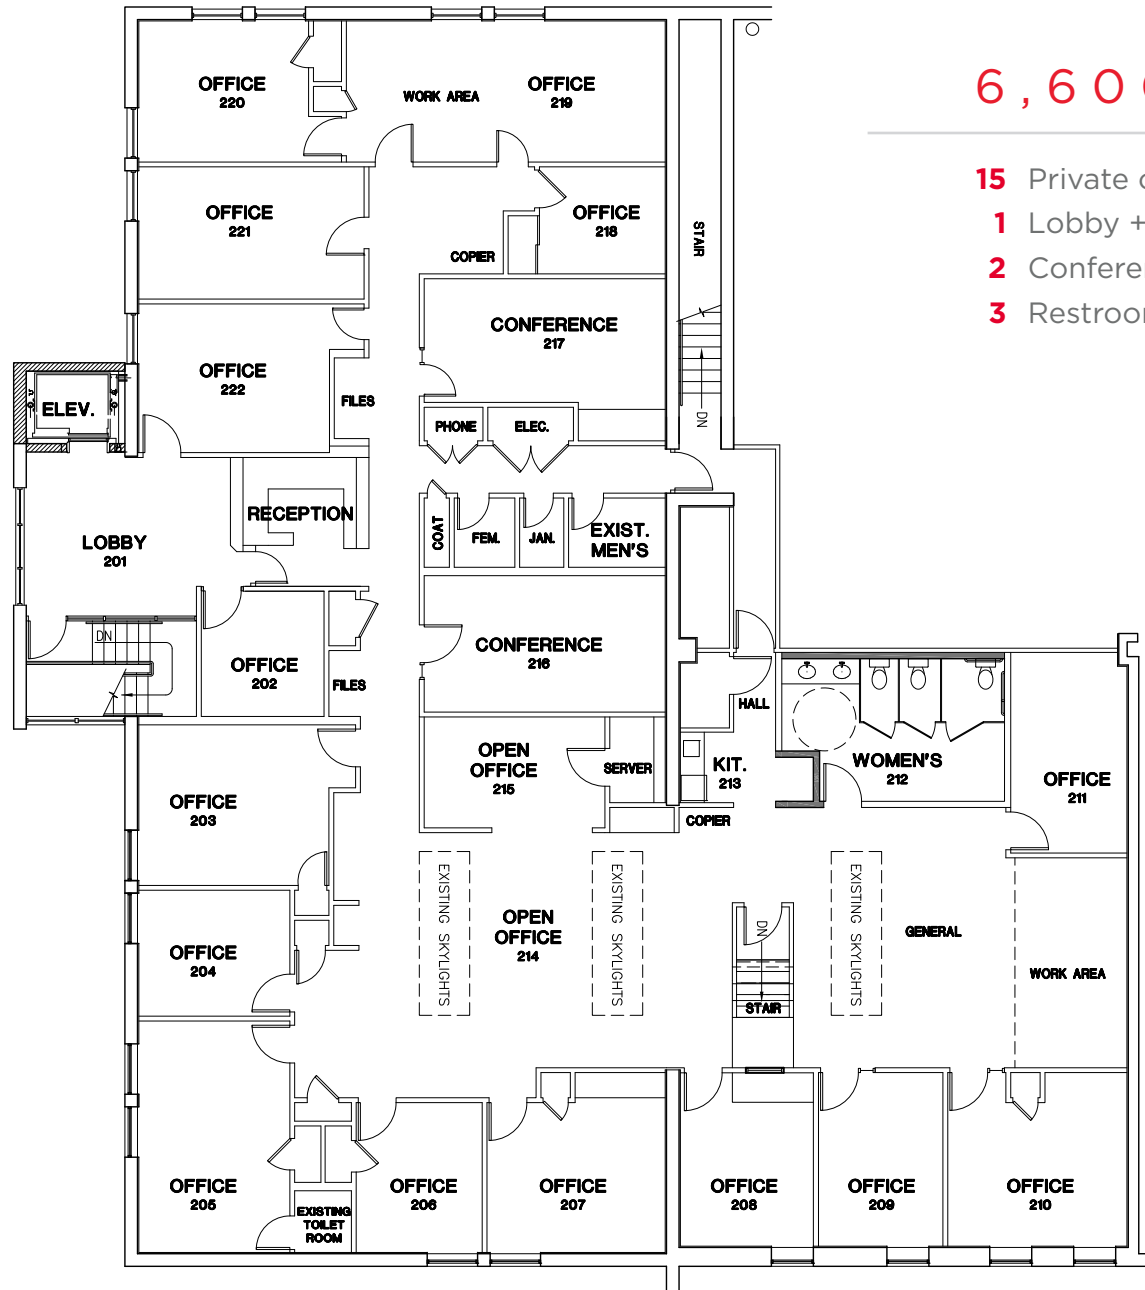 6,60
15 Private
1 Lobby +
2
3
OFFICE
220
WORK AREA
OFFICE
219
OFFICE
221
OFFICE
218
STAIR
COPIER
CONFERENCE
217
OFFICE
222
ELEV.
FILES
PHONE
ELEC.
DN
RECEPTION
LOBBY
201
COAT
FEM.
JAN.
EXIST.
MEN'S
DN
OFFICE
202
FILES
CONFERENCE
216
HALL
OPEN
OFFICE
215
SERVER
KIT.
213
WOMEN'S
212
OFFICE
211
OFFICE
203
COPIER
EXISTING SKYLIGHTS
EXISTING SKYLIGHTS
EXISTING SKYLIGHTS
OPEN
OFFICE
214
DN
GENERAL
OFFICE
204
WORK AREA
STAIR
OFFICE
205
EXISTING
TOILET
ROOM
OFFICE
206
OFFICE
207
OFFICE
208
OFFICE
209
OFFICE
210